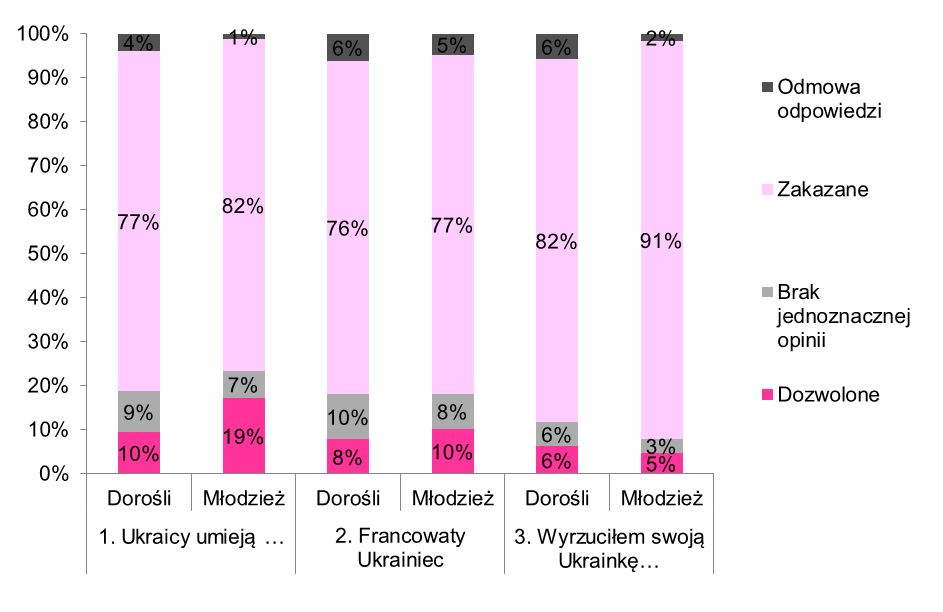 100%
90%
80%
70%
60%
50%
40%
30%
20%
10%
0%
4%
1%
6%
5%
6%
2%
77%
82%
76%
77%
82%
91%
9%
7%
10%
8%
6%
3%
10%
19%
8%
10%
6%
5%
Dorośli
Młodzież
Dorośli
Młodzież
Dorośli
Młodzież
1. Ukraicy umieją …
2. Francowaty
Ukrainiec
3. Wyrzuciłem swoją
Ukrainkę…
Odmowa
odpowiedzi
Zakazane
Brak
jednoznacznej
opinii
Dozwolone